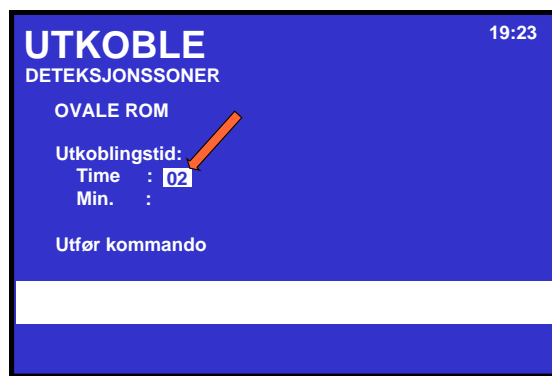 UTKOBLE
19:23
DETEKSJONSSONER
OVALE ROM
Utkoblingstid:
Time : 02
Min. :
Utfør kommando